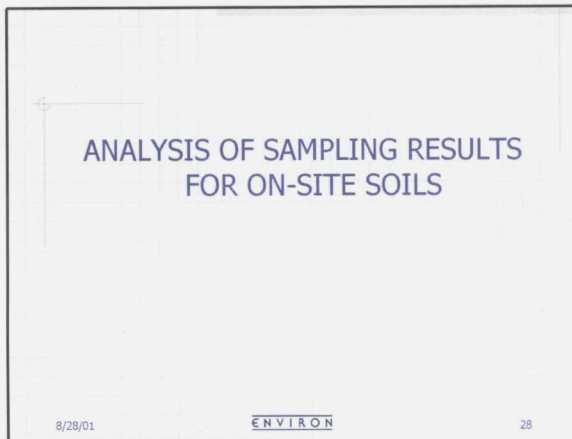 ANALYSIS OF SAMPLING RESULTS
FOR ON-SITE SOILS
8/28/01
ENVIRON
28